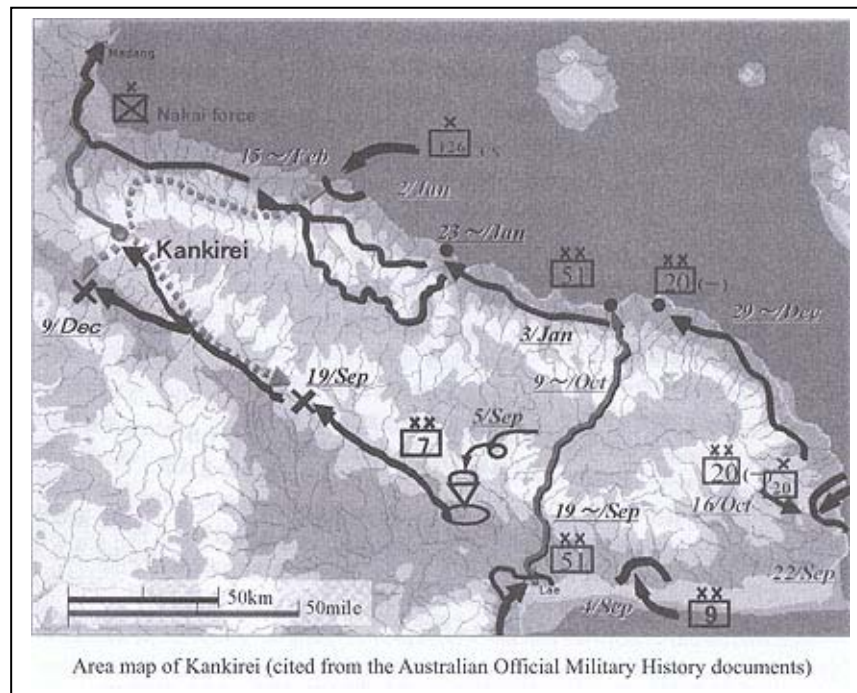 Madang
Nakai force
126 US
15～/Feb
2/Jan
23～/Jan
Kankirei
51
20(-)
29～/Dec
9/Dec
3/Jan
19/Sep
9～/Oct
5/Sep
7
20(-)
20
16/Oct
19～/Sep
51
22/Sep
Lae
4/Sep
9
50km
50mile
Area map of Kankirei (cited from the Australian Official Military History documents)